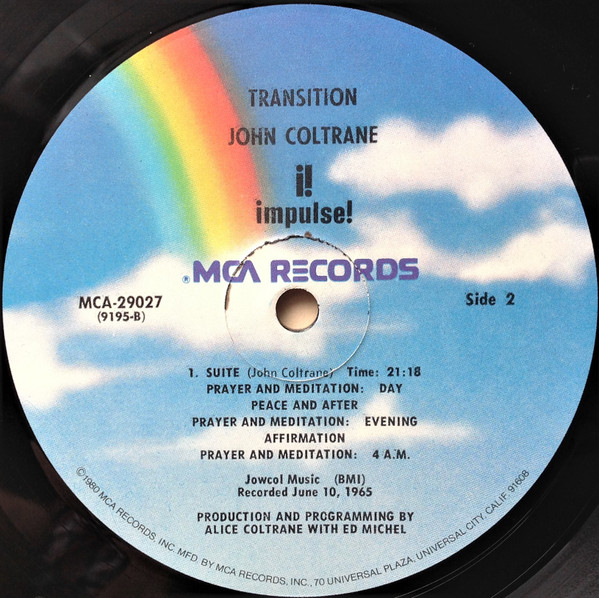 TRANSITION
JOHN COLTRANE
i!
impulse!
® MCA RECORDS
MCA-29027
(9195-B)
Side 2
1. SUITE (John Coltrane) Time: 21:18
PRAYER AND MEDITATION: DAY
PEACE AND AFTER
PRAYER AND MEDITATION: EVENING
AFFIRMATION
PRAYER AND MEDITATION: 4 A.M.
Jowcol Music (BMI)
Recorded June 10, 1965
PRODUCTION AND PROGRAMMING BY
ALICE COLTRANE WITH ED MICHEL
©1980 MCA RECORDS, INC. MFD. BY MCA RECORDS, INC., 70 UNIVERSAL PLAZA, UNIVERSAL CITY, CALIF. 91608